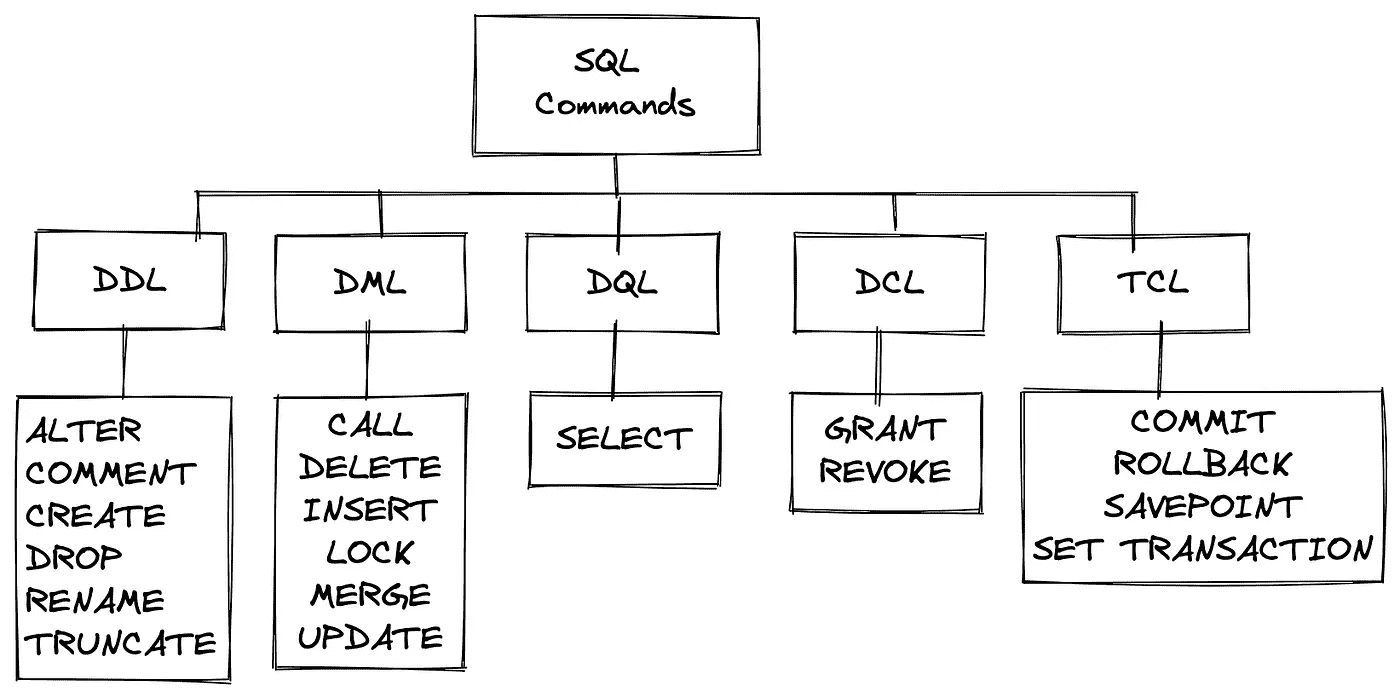 SQL
Commands
DDL
DML
DQL
DCL
TCL
ALTER
COMMENT
CREATE
DROP
RENAME
TRUNCATE
CALL
DELETE
INSERT
LOCK
MERGE
UPDATE
SELECT
GRANT
REVOKE
COMMIT
ROLLBACK
SAVEPOINT
SET TRANSACTION